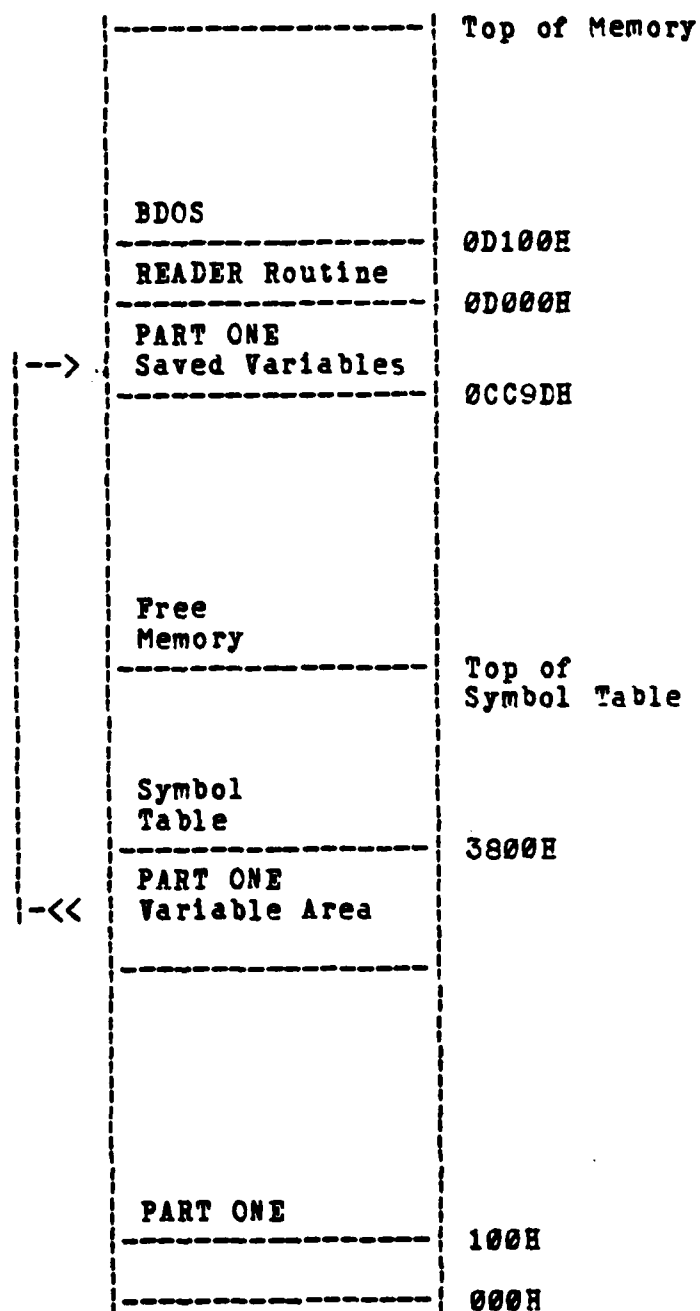 Top of Memory
BDOS
0D100H
READER Routine
0D000H
PART ONE
Saved Variables
0CC9DH
Free
Memory
Top of
Symbol Table
Symbol
Table
3800H
PART ONE
Variable Area
PART ONE
100H
000H